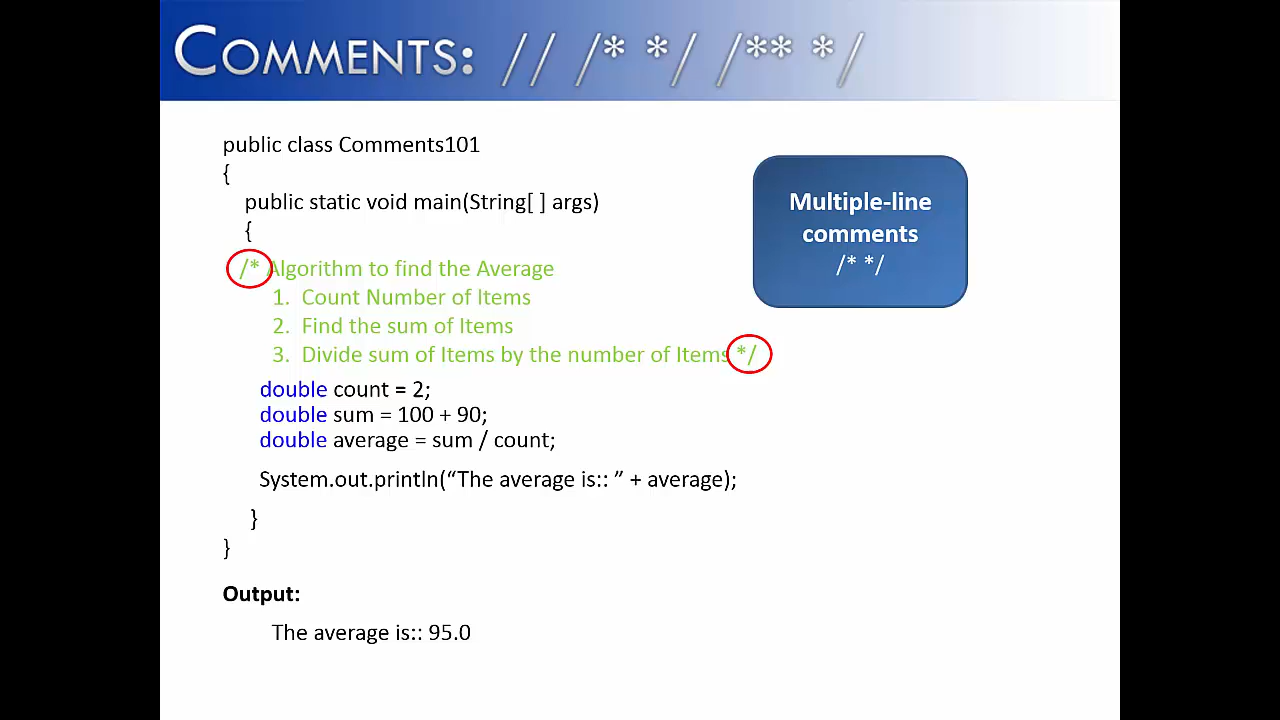 COMMENTS: // /* */ /** */
public class Comments101
{
public static void main(String[ ] args)
{
/* Algorithm to find the Average
1. Count Number of Items
2. Find the sum of Items
3. Divide sum of Items by the number of Items */
double count = 2;
double sum = 100 + 90;
double average = sum / count;
System.out.println(“The average is:: ” + average);
}
}
Output:
The average is:: 95.0
Multiple-line
comments
/* */